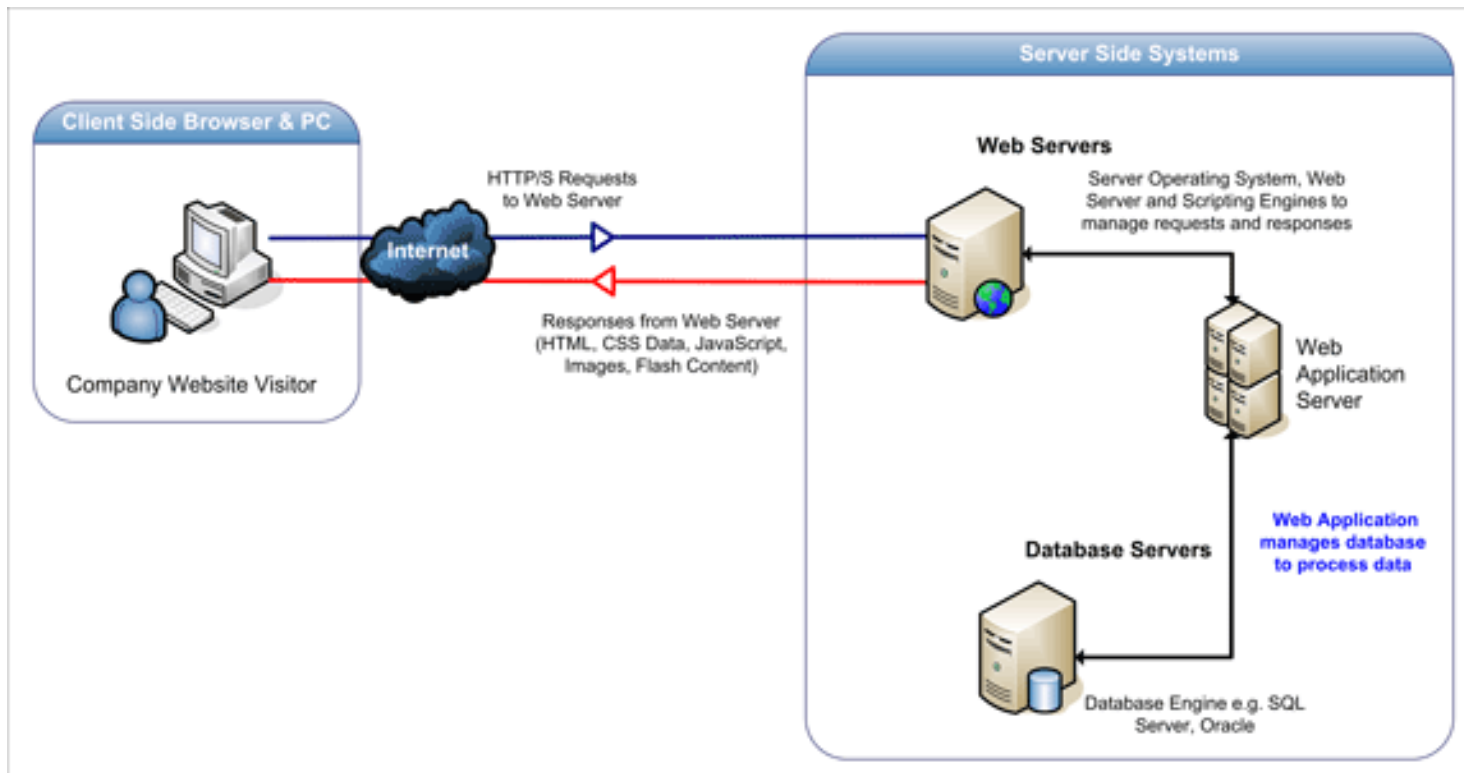 Server Side Systems
Client Side Browser & PC
Web Servers
HTTP/S Requests
to Web Server
Server Operating System, Web
Server and Scripting Engines to
manage requests and responses
Internet
Responses from Web Server
(HTML, CSS Data, JavaScript,
Images, Flash Content)
Company Website Visitor
Web
Application
Server
Web Application
manages database
to process data
Database Servers
Database Engine e.g. SQL
Server, Oracle